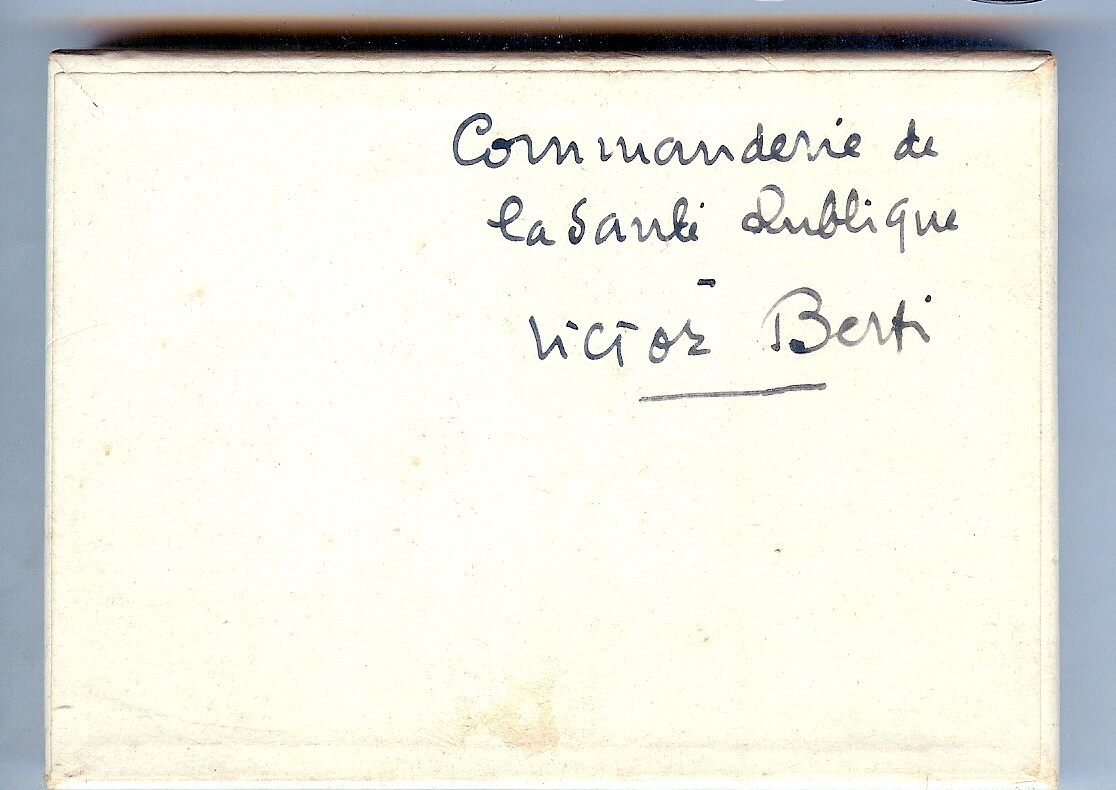 Commanderie de
la Santé Publique
-
Victor Berti